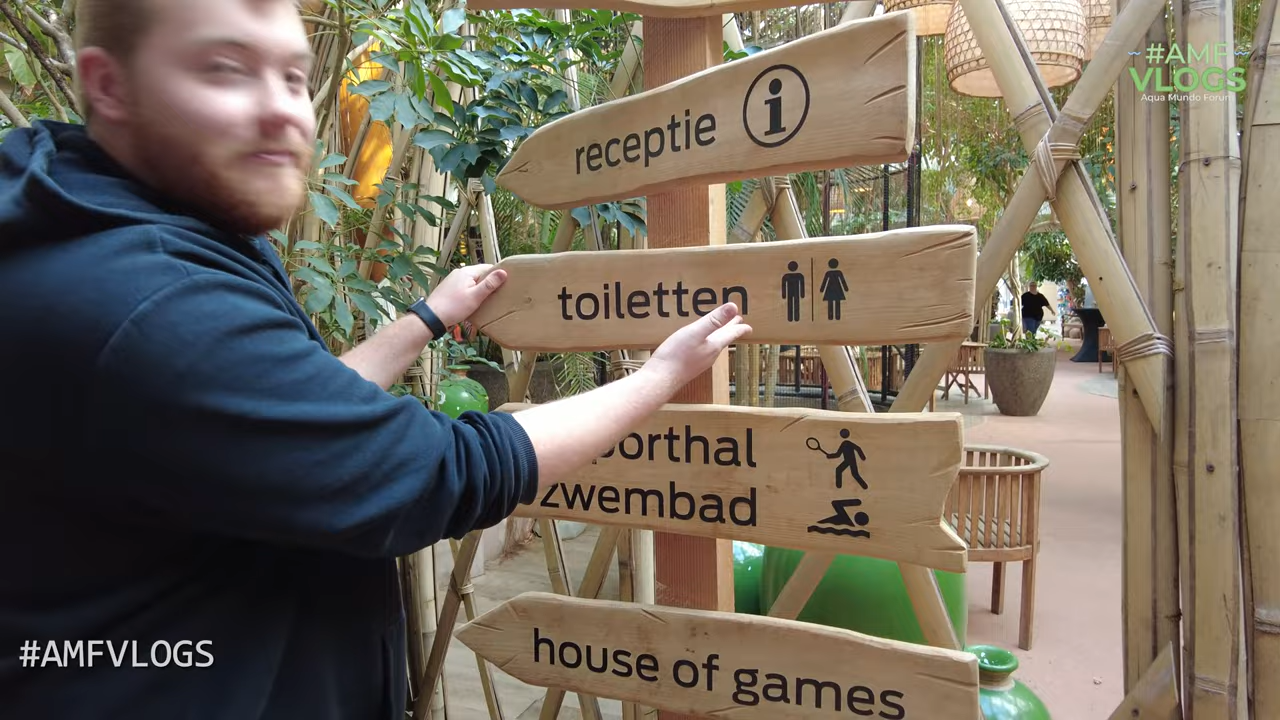 ~#AMF~
VLOGS
Aqua Mundo Forum
receptie
toiletten
porthal
zwembad
house of games
#AMFVLOGS